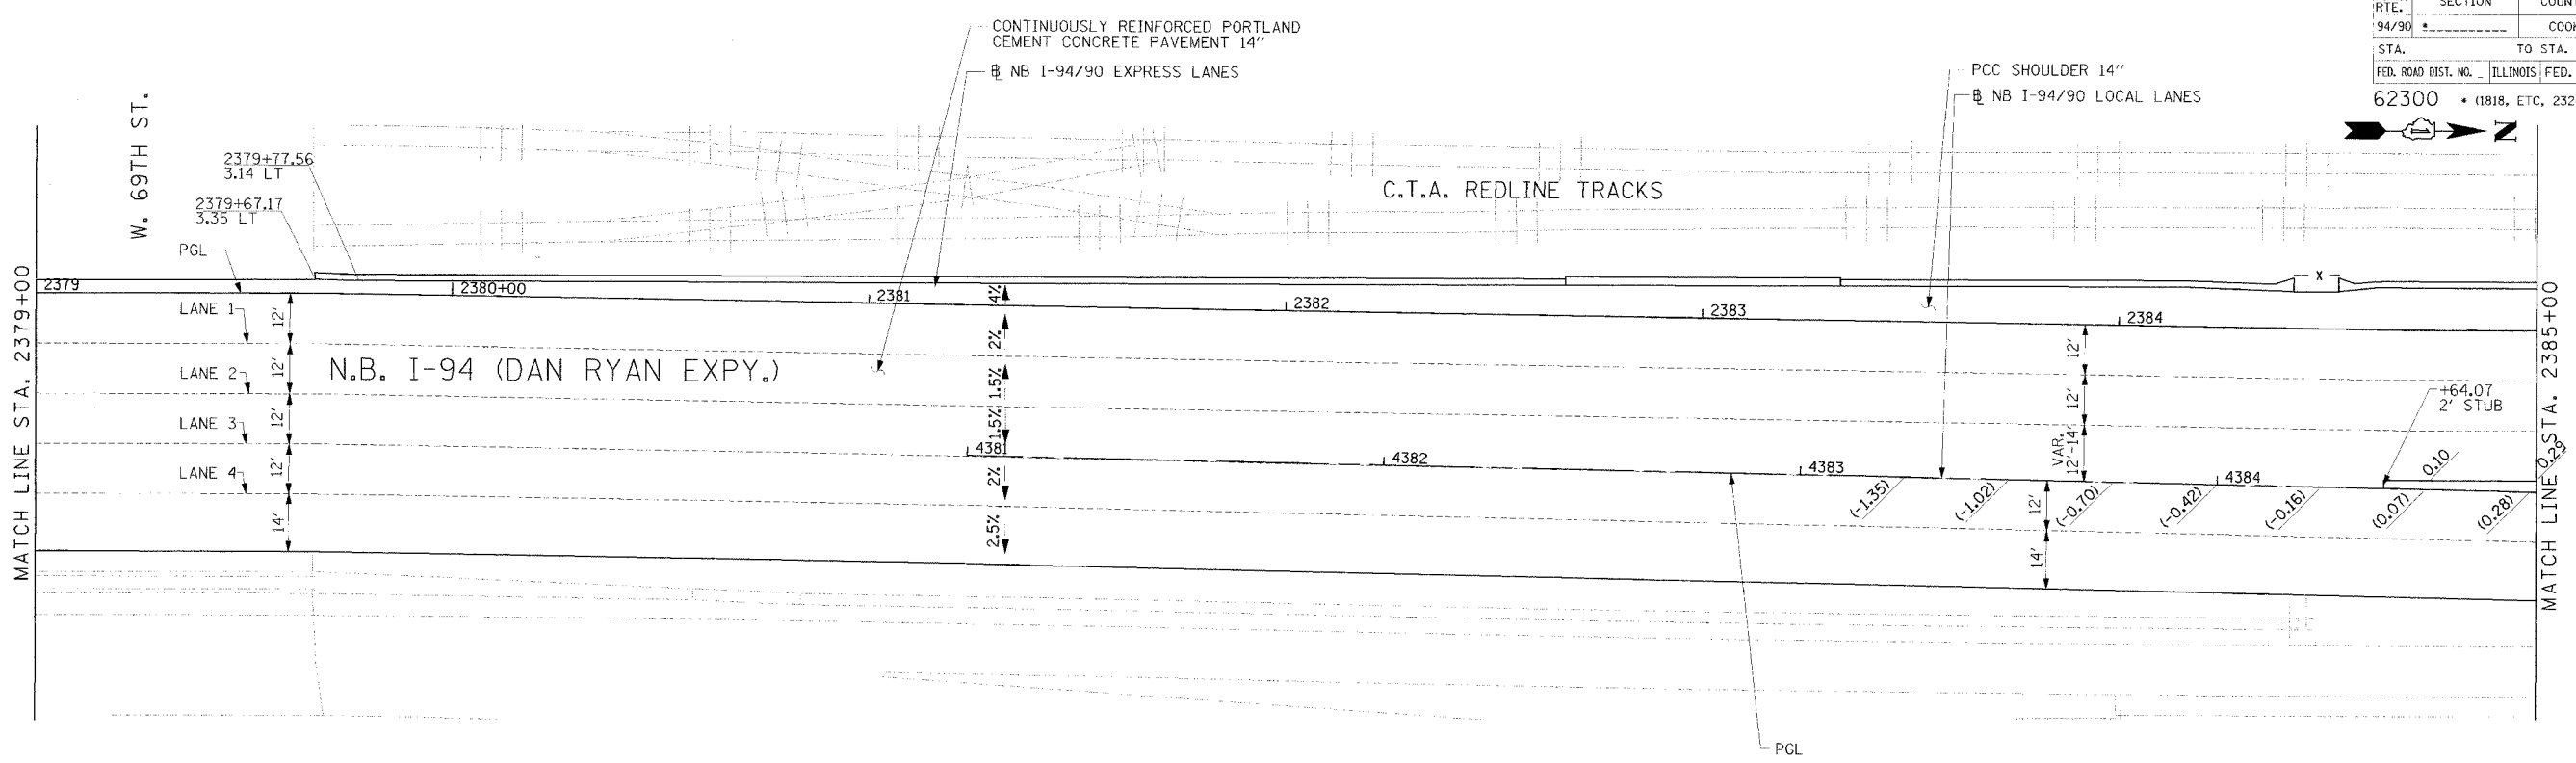 CONTINUOUSLY REINFORCED PORTLAND
CEMENT CONCRETE PAVEMENT 14"
℄ NB I-94/90 EXPRESS LANES
PCC SHOULDER 14"
℄ NB I-94/90 LOCAL LANES
RTE.
SECTION
94/90 *
STA. TO STA.
FED. ROAD DIST. NO. _ ILLINOIS FED.
62300 * (1818, ETC, 232
N
W. 69TH ST.
2379+77.56
3.14 LT
2379+67.17
3.35 LT
PGL
C.T.A. REDLINE TRACKS
MATCH LINE STA. 2379+00
2379
2380+00
2381
2382
2383
2384
X
LANE 1
LANE 2
LANE 3
LANE 4
12'
12'
12'
12'
14'
N.B. I-94 (DAN RYAN EXPY.)
4%
2%
1.5%
1.5%
2%
2.5%
4381
4382
4383
4384
12'
12'
VAR.
12'-14'
12'
14'
+64.07
2' STUB
(-1.35)
(-1.02)
(-0.70)
(-0.42)
(-0.16)
(0.07)
0.10
(0.28)
0.29
MATCH LINE STA. 2385+00
PGL